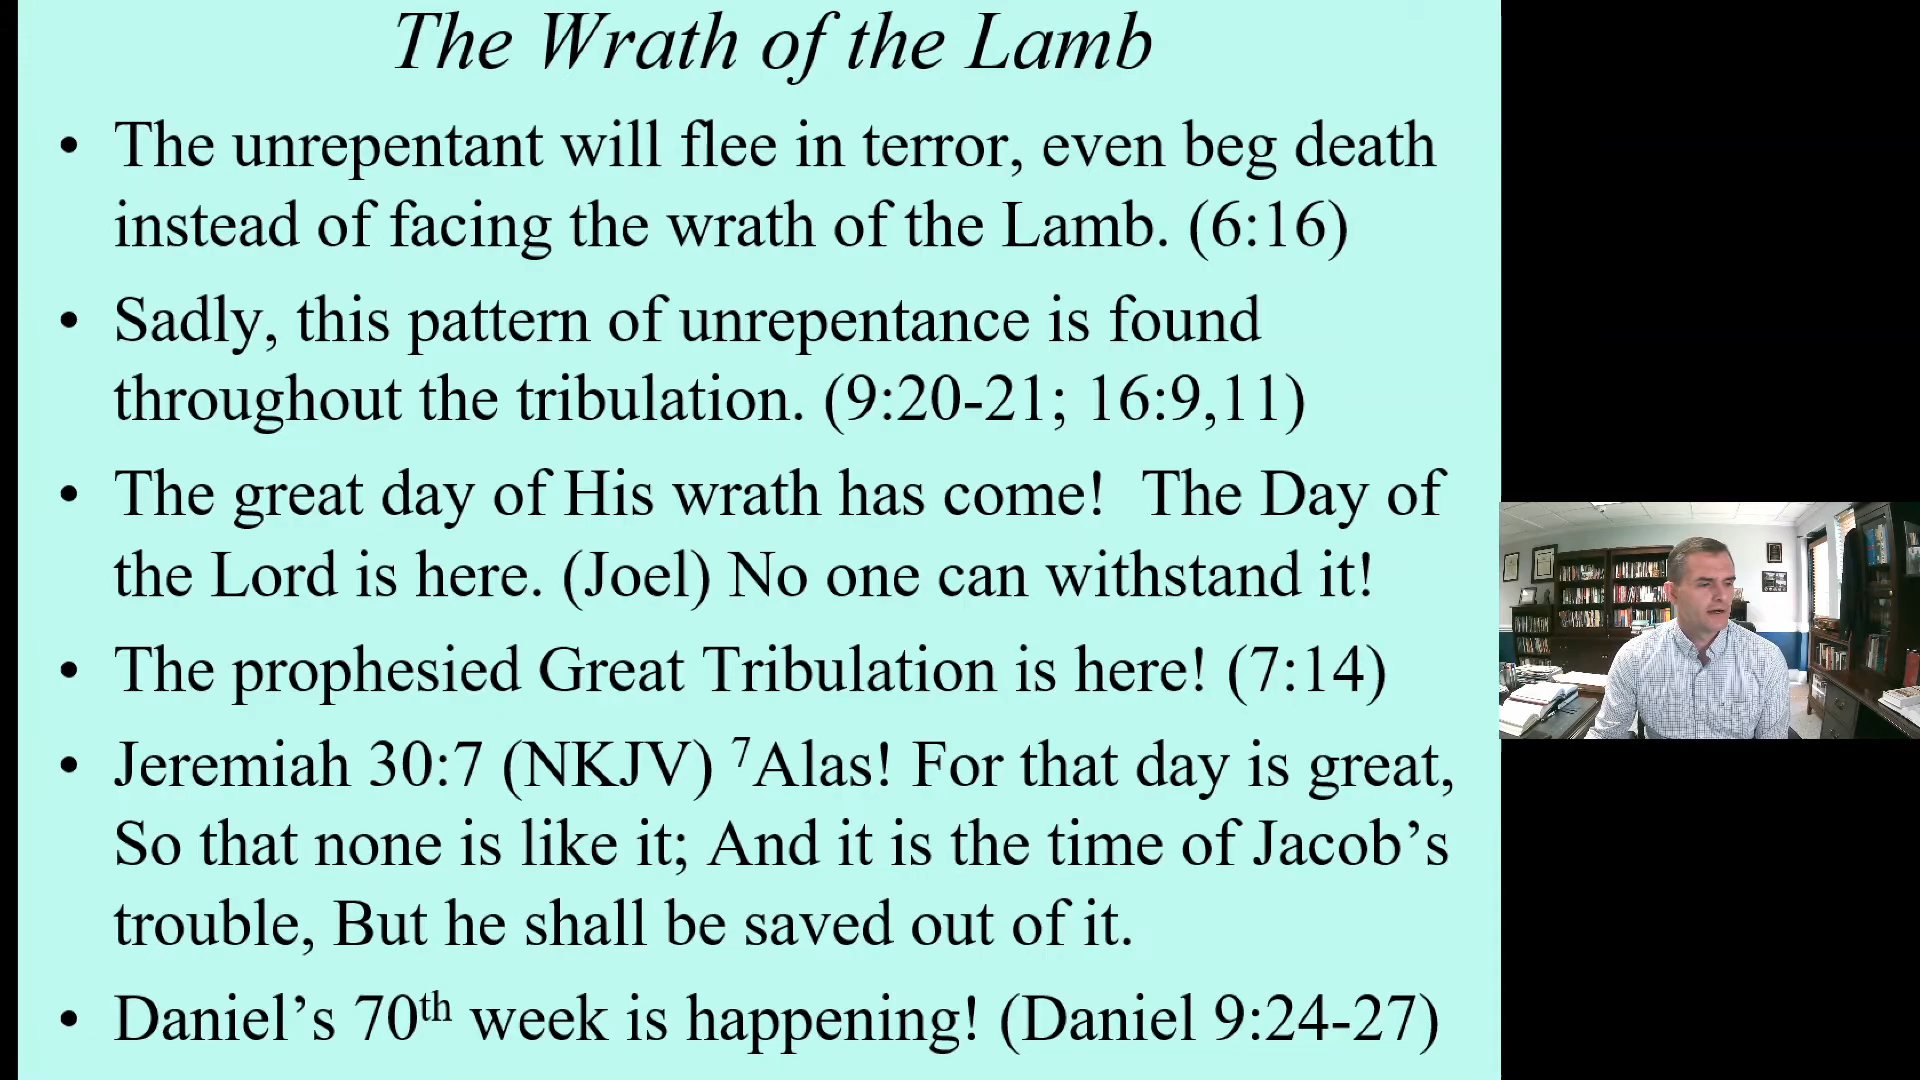 The Wrath of the Lamb
• The unrepentant will flee in terror, even beg death
instead of facing the wrath of the Lamb. (6:16)
• Sadly, this pattern of unrepentance is found
throughout the tribulation. (9:20-21; 16:9,11)
• The great day of His wrath has come!  The Day of
the Lord is here. (Joel) No one can withstand it!
• The prophesied Great Tribulation is here! (7:14)
• Jeremiah 30:7 (NKJV) ⁷Alas! For that day is great,
So that none is like it; And it is the time of Jacob’s
trouble, But he shall be saved out of it.
• Daniel’s 70th week is happening! (Daniel 9:24-27)